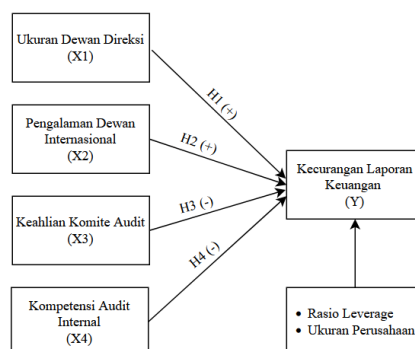 Ukuran Dewan Direksi
(X1)
H1 (+)
Pengalaman Dewan
Internasional
(X2)
H2 (+)
Kecurangan Laporan
Keuangan
(Y)
Keahlian Komite Audit
(X3)
H3 (-)
H4 (-)
Kompetensi Audit
Internal
(X4)
• Rasio Leverage
• Ukuran Perusahaan